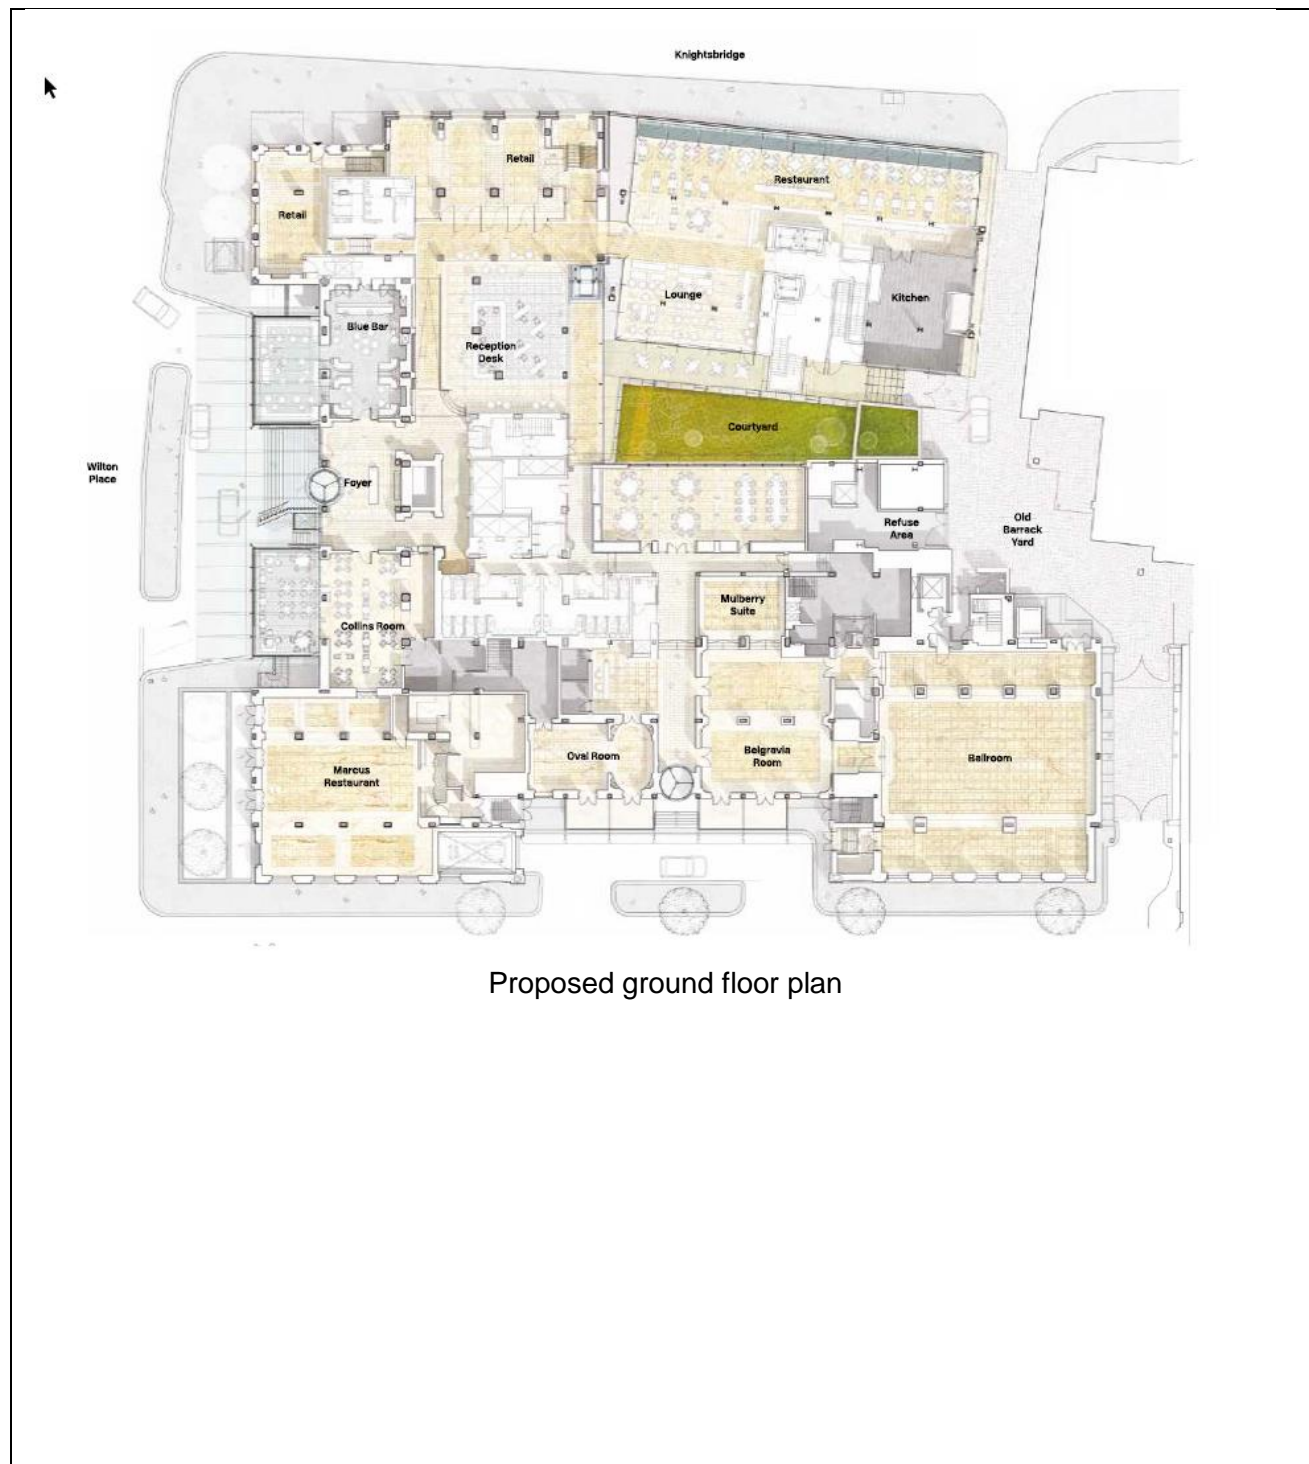 Knightsbridge
Retail
Restaurant
Retail
Lounge
Kitchen
Blue Bar
Reception
Desk
Courtyard
Wilton
Place
Foyer
Refuse
Area
Old
Barrack
Yard
Mulberry
Suite
Collins Room
Oval Room
Belgravia
Room
Ballroom
Marcus
Restaurant
Proposed ground floor plan